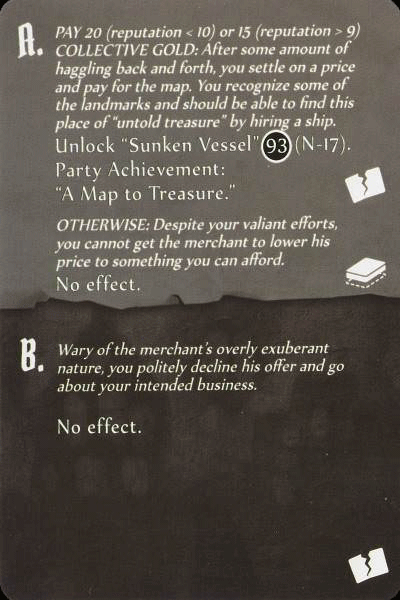 A. PAY 20 (reputation < 10) or 15 (reputation > 9)
COLLECTIVE GOLD: After some amount of
haggling back and forth, you settle on a price
and pay for the map. You recognize some of
the landmarks and should be able to find this
place of "untold treasure" by hiring a ship.
Unlock "Sunken Vessel" 93 (N-17).
Party Achievement:
"A Map to Treasure."
OTHERWISE: Despite your valiant efforts,
you cannot get the merchant to lower his
price to something you can afford.
No effect.
B. Wary of the merchant's overly exuberant
nature, you politely decline his offer and go
about your intended business.
No effect.